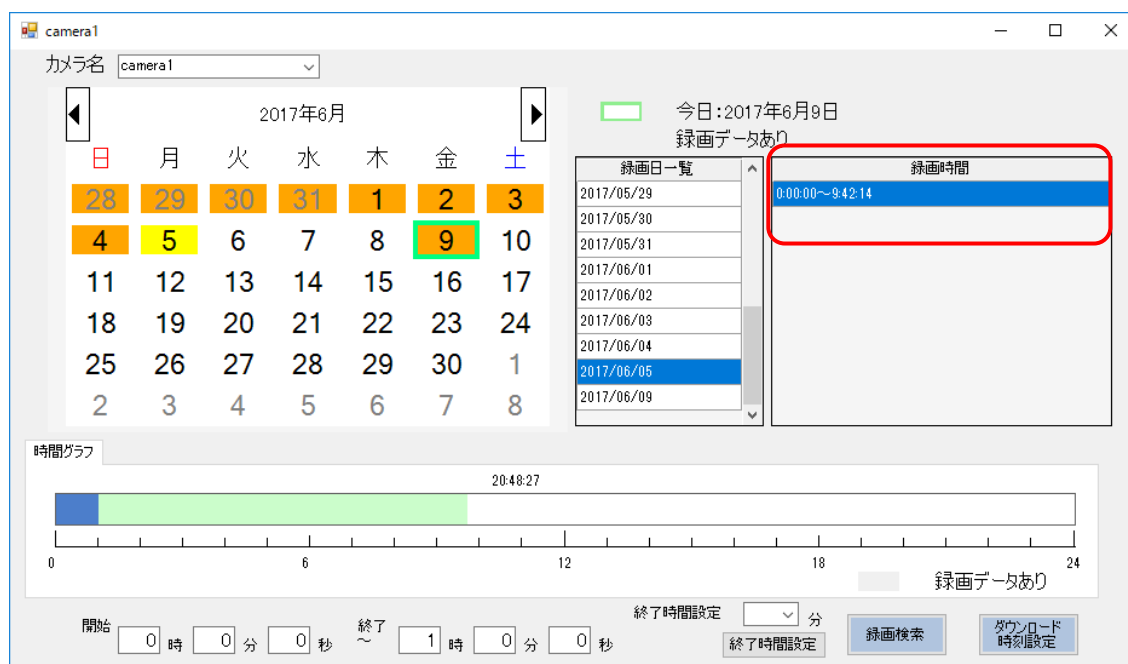 camera1
カメラ名 camera1
2017年6月
今日:2017年6月9日
録画データあり
日 月 火 水 木 金 土
28 29 30 31 1 2 3
4 5 6 7 8 9 10
11 12 13 14 15 16 17
18 19 20 21 22 23 24
25 26 27 28 29 30 1
2 3 4 5 6 7 8
録画日一覧
2017/05/29
2017/05/30
2017/05/31
2017/06/01
2017/06/02
2017/06/03
2017/06/04
2017/06/05
2017/06/09
録画時間
0:00:00～9:42:14
時間グラフ
20:48:27
0 6 12 18 24
録画データあり
開始 0 時 0 分 0 秒 終了～ 1 時 0 分 0 秒
終了時間設定 分
終了時間設定
録画検索
ダウンロード
時刻設定